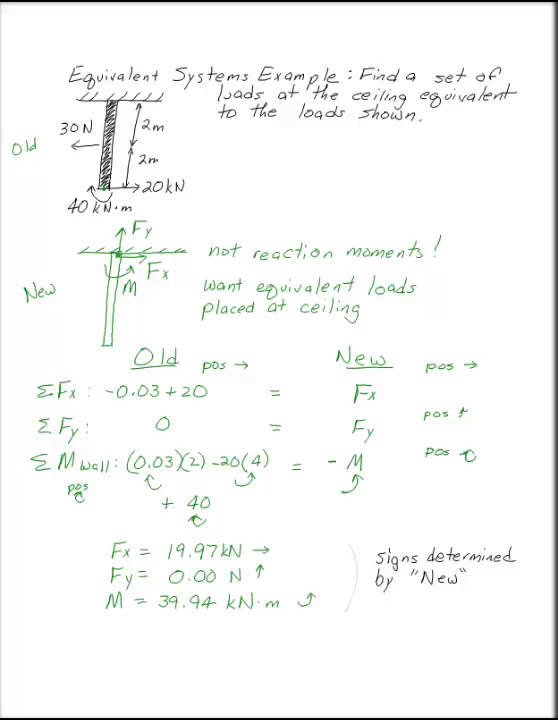 Equivalent Systems Example: Find a set of
loads at the ceiling equivalent
to the loads shown.
Old
30 N
2m
2m
20 kN
40 kN·m
New
Fy
Fx
M
not reaction moments!
want equivalent loads
placed at ceiling
Old pos → New pos →
ΣFx: -0.03+20 = Fx
ΣFy: 0 = Fy pos ↑
ΣM wall: (0.03)(2) -20(4) = -M pos ↻
pos ↻
+ 40
Fx = 19.97 kN →
Fy = 0.00 N ↑
M = 39.94 kN·m ↺
signs determined
by "New"